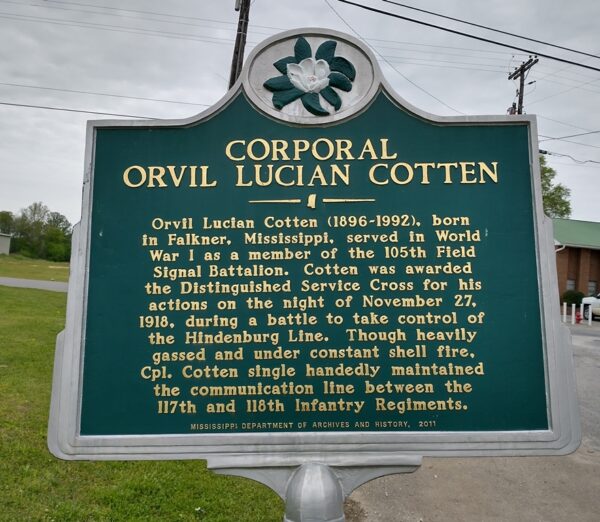 CORPORAL
ORVIL LUCIAN COTTEN
Orvil Lucian Cotten (1896-1992), born
in Falkner, Mississippi, served in World
War I as a member of the 105th Field
Signal Battalion. Cotten was awarded
the Distinguished Service Cross for his
actions on the night of November 27,
1918, during a battle to take control of
the Hindenburg Line. Though heavily
gassed and under constant shell fire,
Cpl. Cotten single handedly maintained
the communication line between the
117th and 118th Infantry Regiments.
MISSISSIPPI DEPARTMENT OF ARCHIVES AND HISTORY, 2011